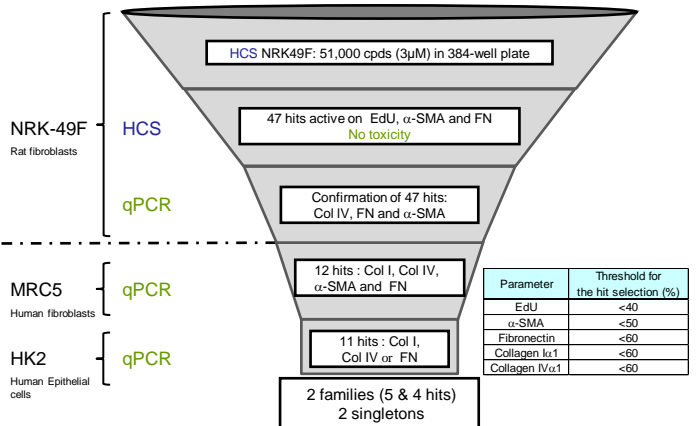 HCS NRK49F: 51,000 cpds (3µM) in 384-well plate
NRK-49F
Rat fibroblasts
HCS
47 hits active on EdU, α-SMA and FN
No toxicity
qPCR
Confirmation of 47 hits:
Col IV, FN and α-SMA
MRC5
Human fibroblasts
qPCR
12 hits : Col I, Col IV,
α-SMA and FN
HK2
Human Epithelial
cells
qPCR
11 hits : Col I,
Col IV or FN
2 families (5 & 4 hits)
2 singletons
Parameter Threshold for
the hit selection (%)
EdU <40
α-SMA <50
Fibronectin <60
Collagen Iα1 <60
Collagen IVα1 <60